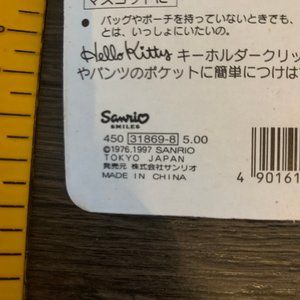 マスコットに
●バッグやポーチを持っていないときでも、
とは、いっしょにいたいの。
Hello Kitty キーホルダークリッ
やパンツのポケットに簡単につけは
Sanrio
SMILES
450 31869-8 5.00
©1976,1997 SANRIO
TOKYO JAPAN
発売元 株式会社サンリオ
MADE IN CHINA
4 90161